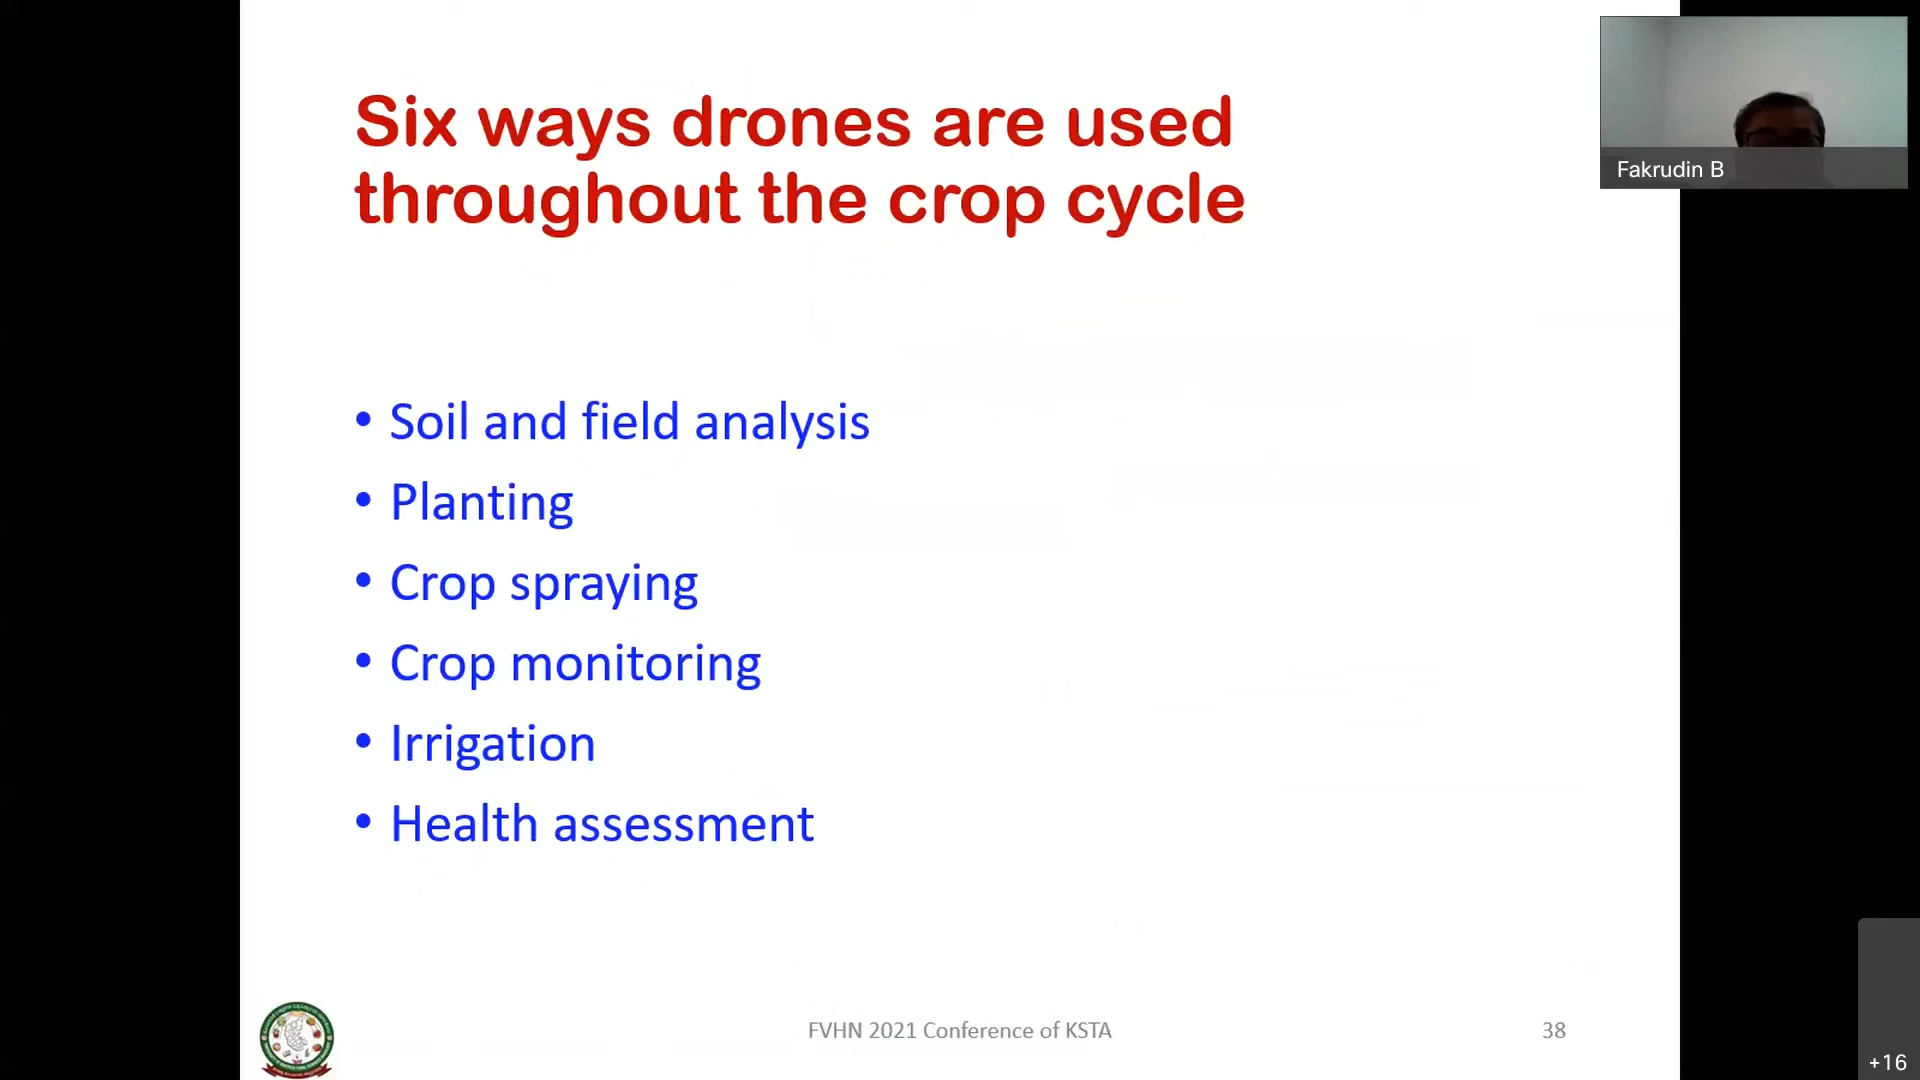 Six ways drones are used
throughout the crop cycle
Fakrudin B
• Soil and field analysis
• Planting
• Crop spraying
• Crop monitoring
• Irrigation
• Health assessment
FVHN 2021 Conference of KSTA
38
+16